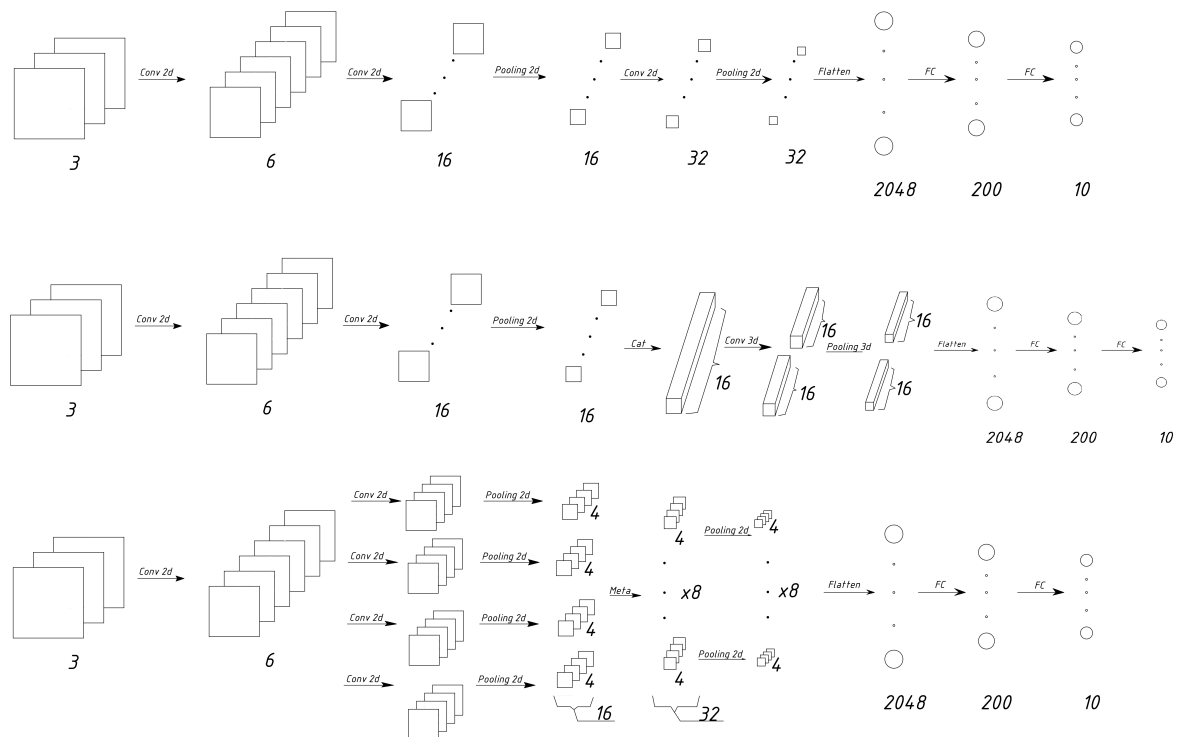 Conv 2d
Conv 2d
Pooling 2d
Conv 2d
Pooling 2d
Flatten
FC
FC
3
6
16
16
32
32
2048
200
10
Conv 2d
Conv 2d
Pooling 2d
Cat
Conv 3d
Pooling 3d
Flatten
FC
FC
16
16
16
16
16
3
6
16
16
2048
200
10
Conv 2d
Pooling 2d
4
4
Pooling 2d
4
Conv 2d
Conv 2d
Pooling 2d
4
Meta
x8
x8
Flatten
FC
FC
Conv 2d
Pooling 2d
4
Conv 2d
Pooling 2d
4
4
Pooling 2d
4
3
6
16
32
2048
200
10